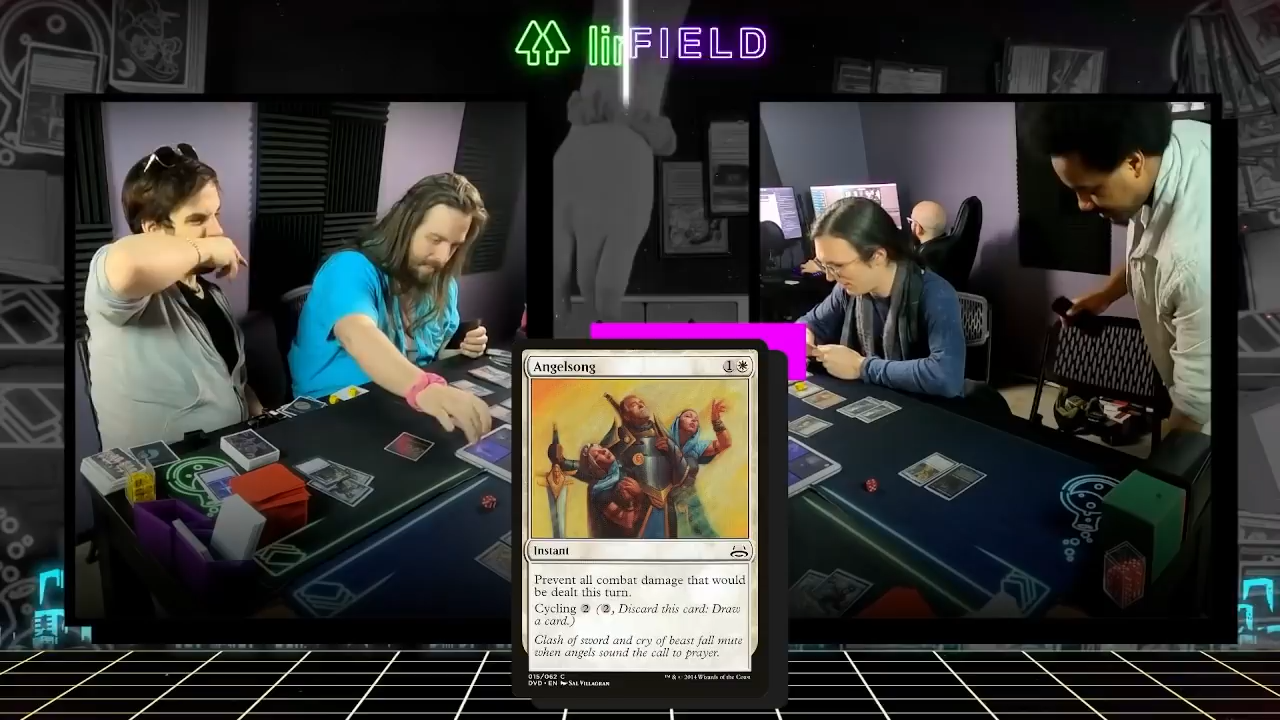 linFIELD
Angelsong
1
Instant
Prevent all combat damage that would
be dealt this turn.
Cycling 2 (2, Discard this card: Draw
a card.)
Clash of sword and cry of beast fall mute
when angels sound the call to prayer.
015/062 C
DVD • EN Sal Villagran
™ & © 2014 Wizards of the Coast